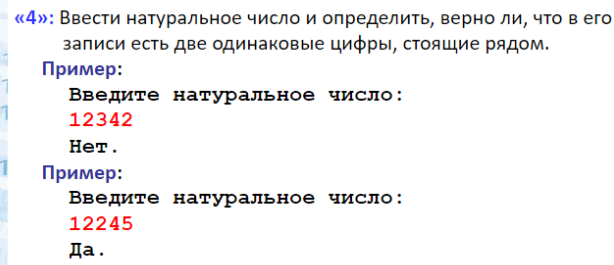 «4»: Ввести натуральное число и определить, верно ли, что в его
записи есть две одинаковые цифры, стоящие рядом.
Пример:
Введите натуральное число:
12342
Нет.
Пример:
Введите натуральное число:
12245
Да.